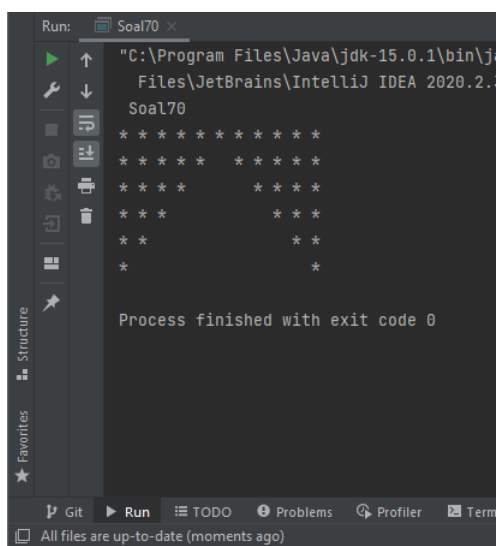 Run: Soal70
"C:\Program Files\Java\jdk-15.0.1\bin\ja
Files\JetBrains\IntelliJ IDEA 2020.2.
Soal70
* * * * * * * * * * *
* * * * *   * * * * *
* * * *       * * * *
* * *           * * *
* *               * *
*                   *
Process finished with exit code 0
Structure
Favorites
Git Run TODO Problems Profiler Term
All files are up-to-date (moments ago)